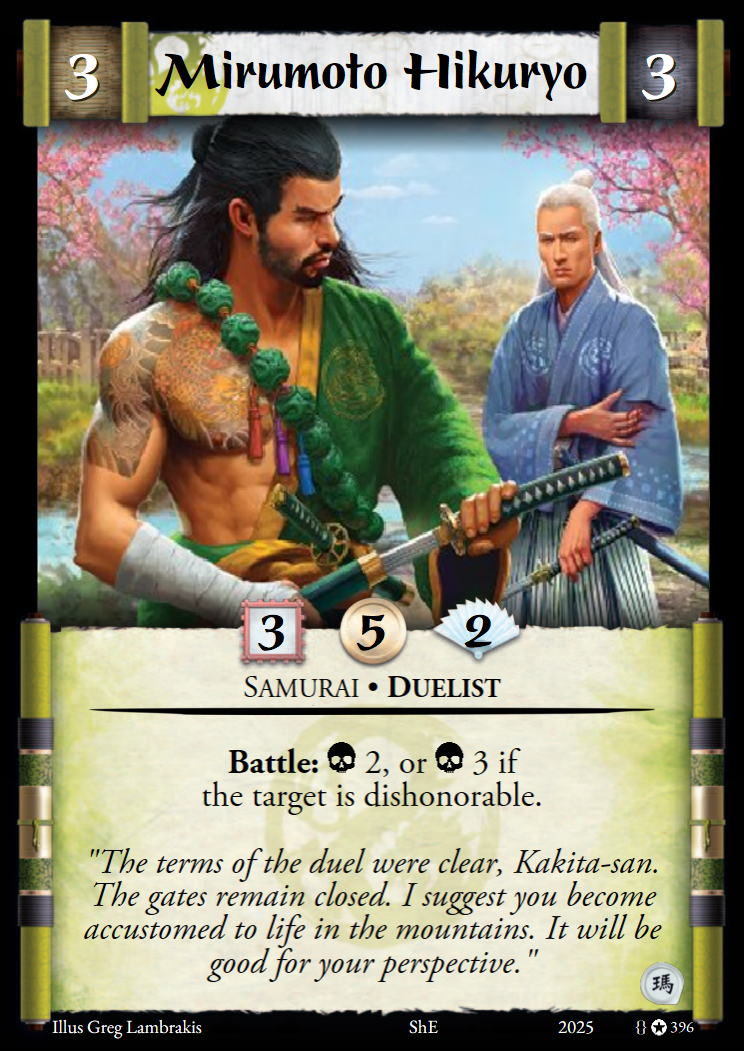 3 Mirumoto Hikuryo 3
3 5 2
SAMURAI • DUELIST
Battle: 2, or 3 if
the target is dishonorable.
"The terms of the duel were clear, Kakita-san.
The gates remain closed. I suggest you become
accustomed to life in the mountains. It will be
good for your perspective."
瑪
Illus Greg Lambrakis ShE 2025 {} ✪ 396